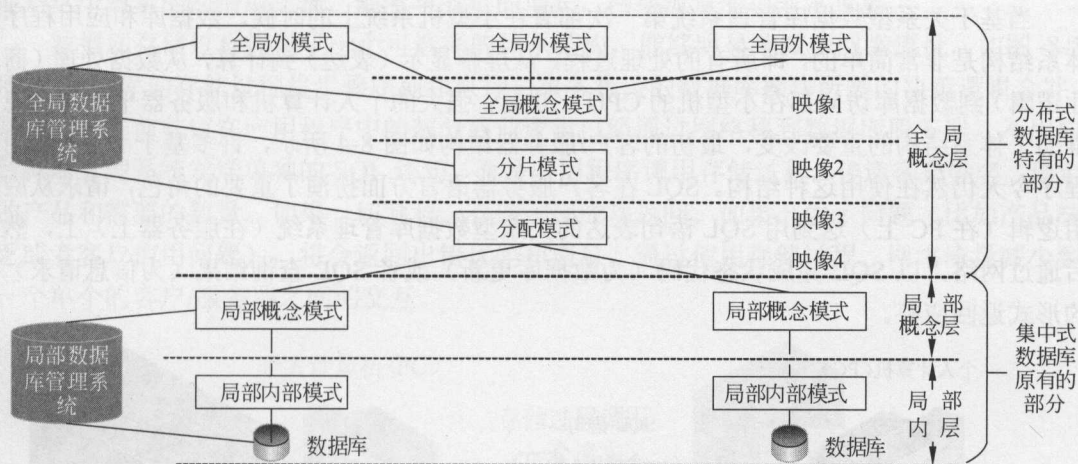 全局外模式
全局外模式
全局外模式
全局概念模式
映像1
全局数据
库管理系
统
分片模式
映像2
分配模式
映像3
映像4
全局
概念层
分布式
数据库
特有的
部分
局部概念模式
局部概念模式
局部
概念层
局部数据
库管理系
统
局部内部模式
局部内部模式
局部
内层
集中式
数据库
原有的
部分
数据库
数据库